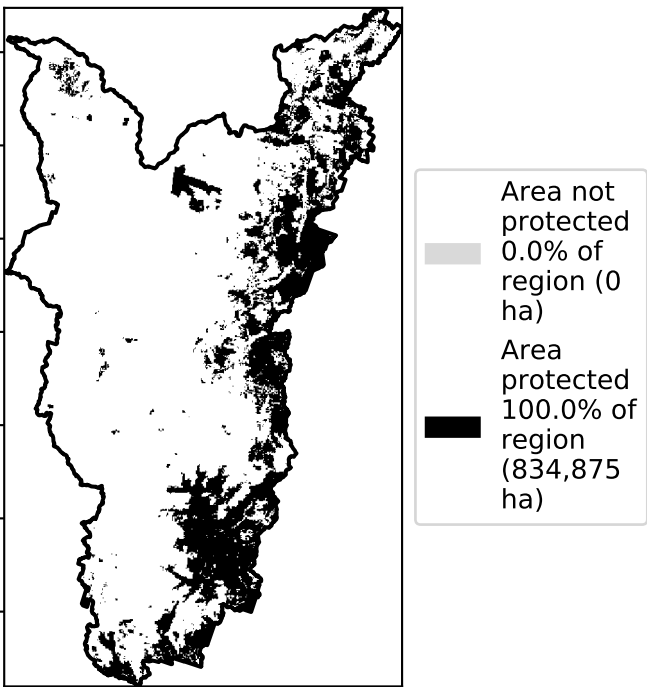 Area not
protected
0.0% of
region (0
ha)
Area
protected
100.0% of
region
(834,875
ha)